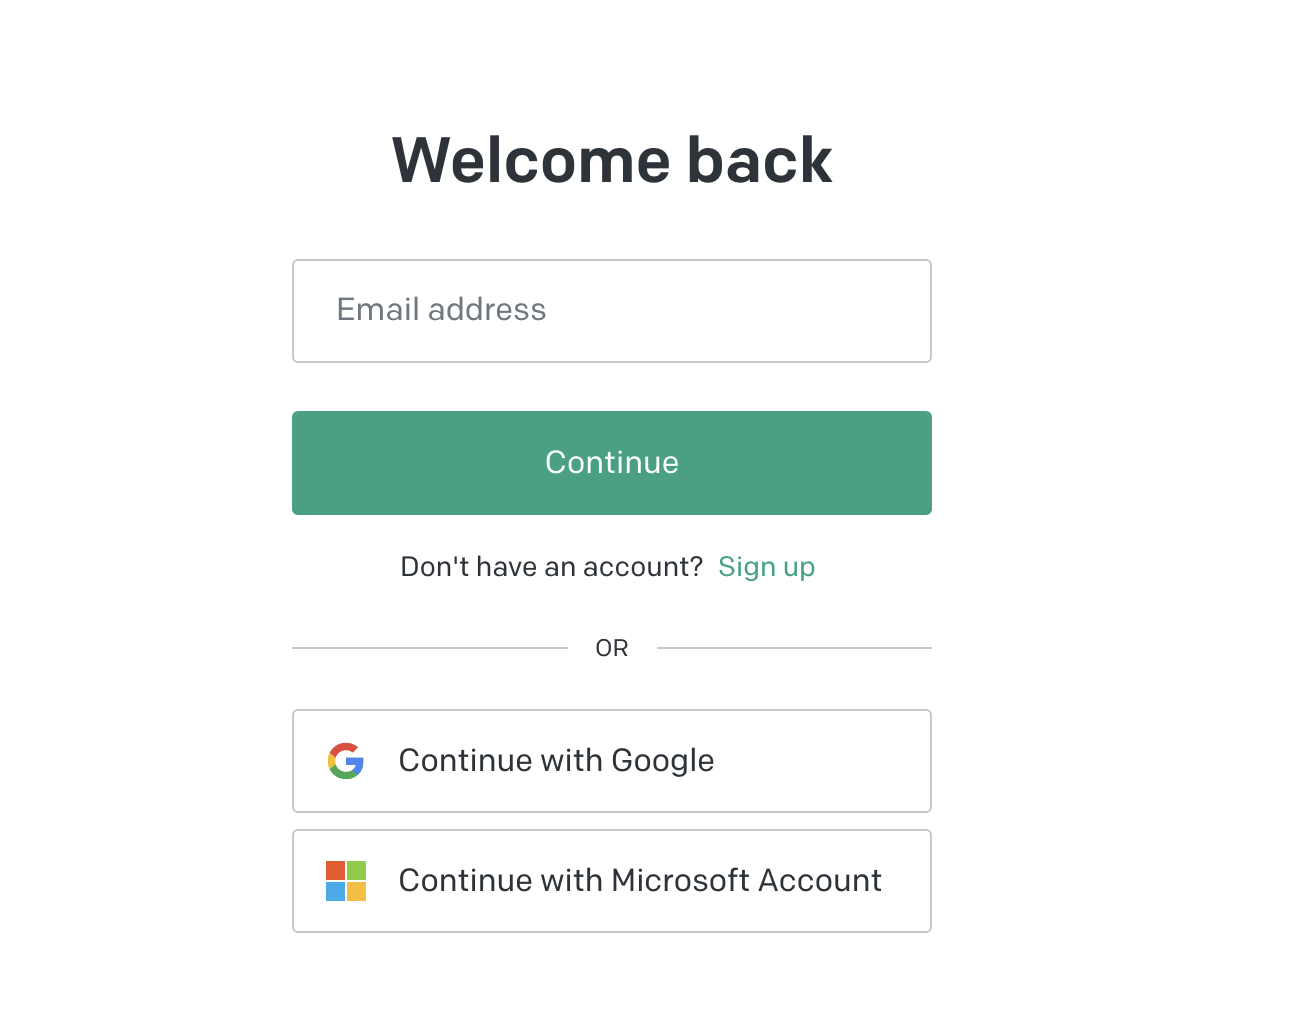 Welcome back
Email address
Continue
Don't have an account? Sign up
OR
Continue with Google
Continue with Microsoft Account